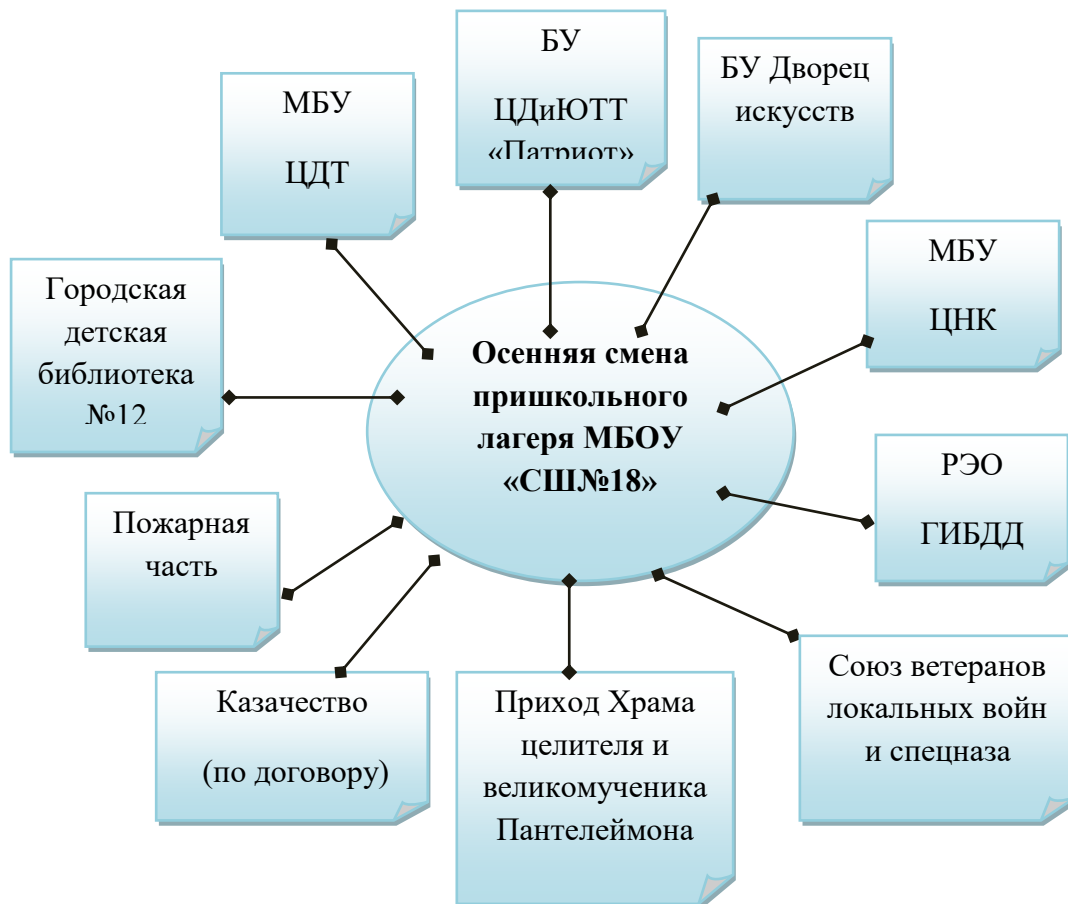 БУ
ЦДиЮТТ
«Патриот»
БУ Дворец
искусств
МБУ
ЦДТ
МБУ
ЦНК
Городская
детская
библиотека
№12
Осенняя смена
пришкольного
лагеря МБОУ
«СШ№18»
РЭО
ГИБДД
Пожарная
часть
Союз ветеранов
локальных войн
и спецназа
Казачество
(по договору)
Приход Храма
целителя и
великомученика
Пантелеймона